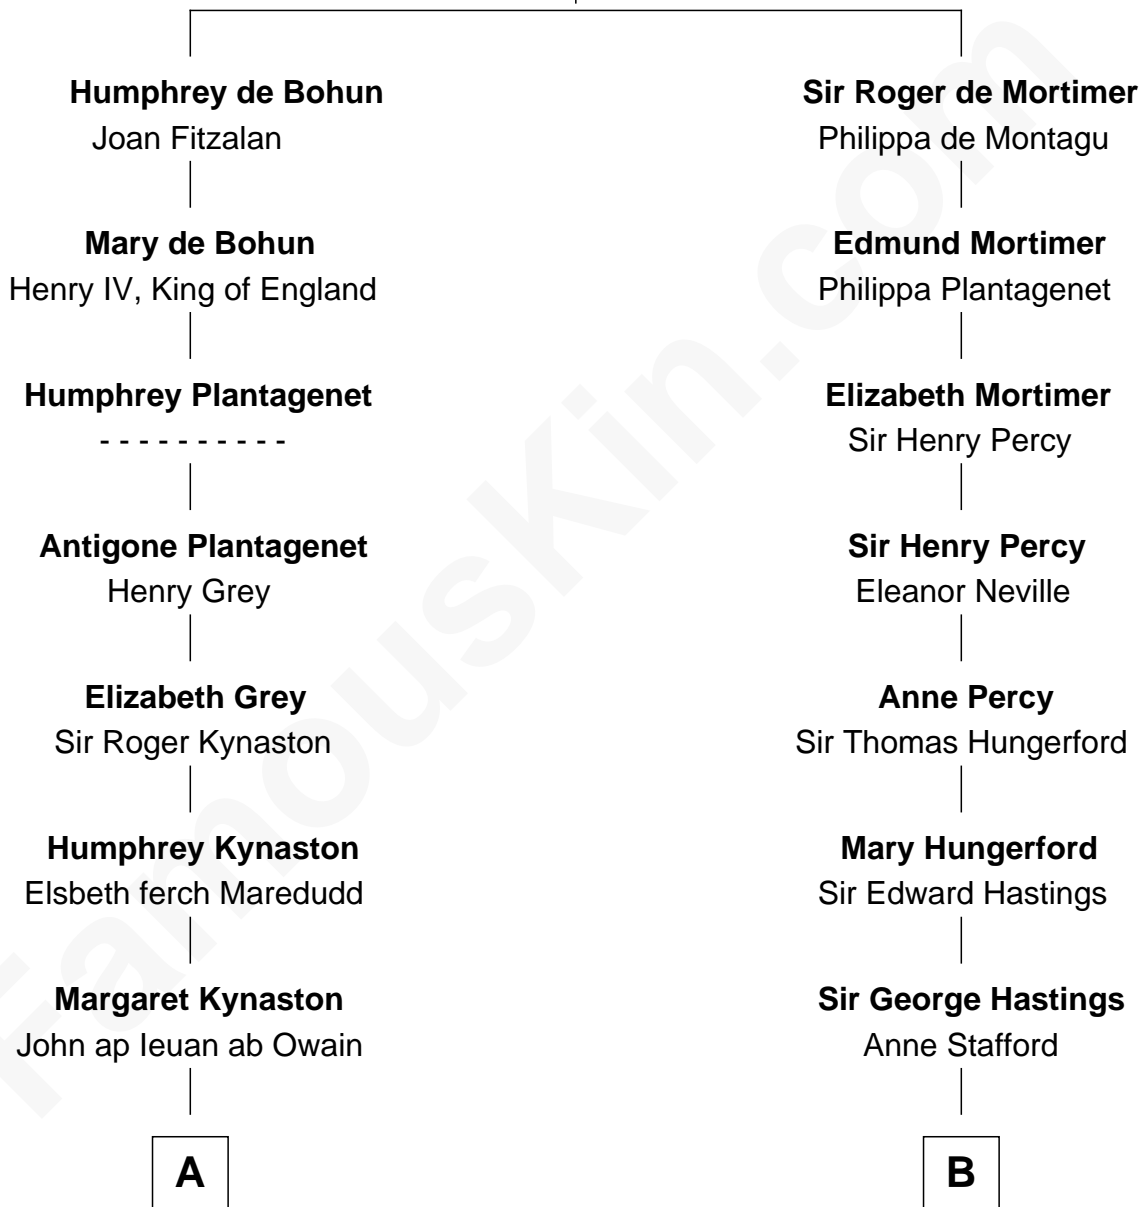 Humphrey de Bohun
Joan Fitzalan
Mary de Bohun
Henry IV, King of England
Humphrey Plantagenet
- - - - - - - - - -
Antigone Plantagenet
Henry Grey
Elizabeth Grey
Sir Roger Kynaston
Humphrey Kynaston
Elsbeth ferch Maredudd
Margaret Kynaston
John ap Ieuan ab Owain
A
Sir Roger de Mortimer
Philippa de Montagu
Edmund Mortimer
Philippa Plantagenet
Elizabeth Mortimer
Sir Henry Percy
Sir Henry Percy
Eleanor Neville
Anne Percy
Sir Thomas Hungerford
Mary Hungerford
Sir Edward Hastings
Sir George Hastings
Anne Stafford
B
FamousKin.com